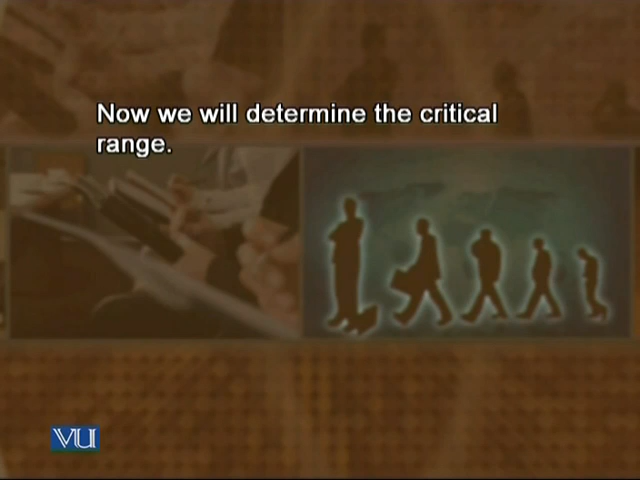 Now we will determine the critical
range.
VU